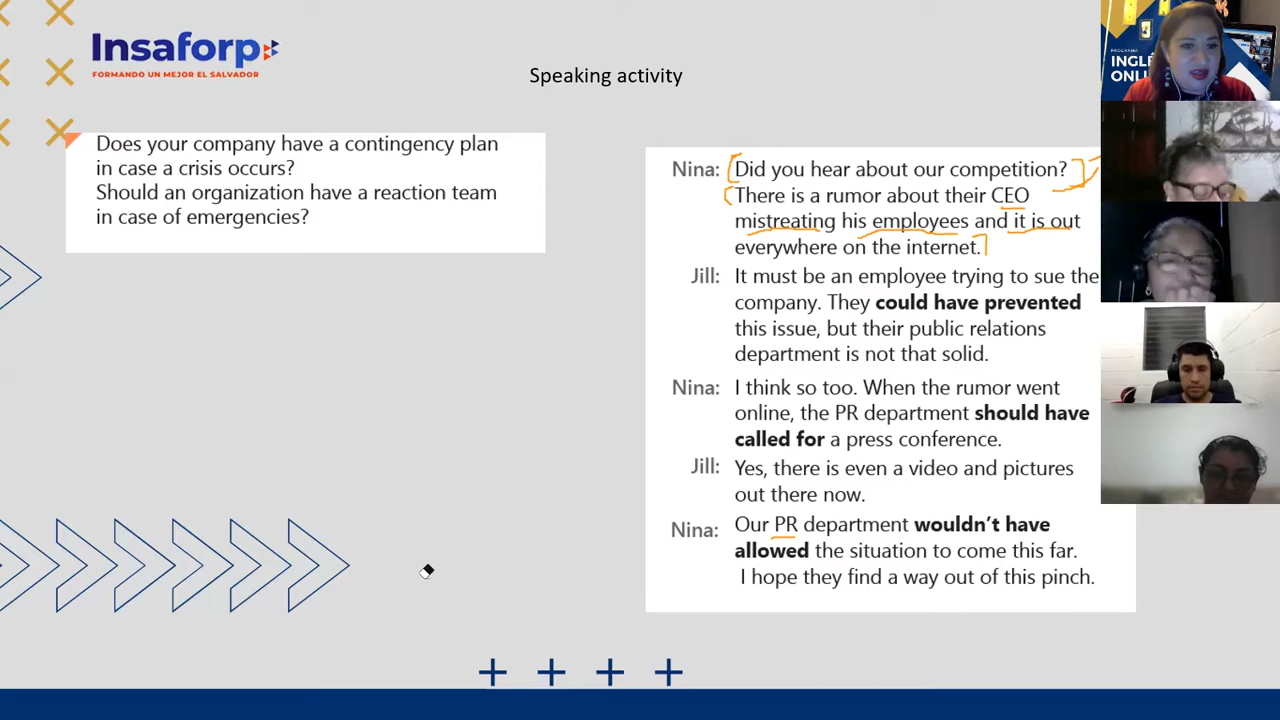 Insaforp
FORMANDO UN MEJOR EL SALVADOR
Speaking activity
Does your company have a contingency plan
in case a crisis occurs?
Should an organization have a reaction team
in case of emergencies?
Nina: Did you hear about our competition?
There is a rumor about their CEO
mistreating his employees and it is out
everywhere on the internet.
Jill: It must be an employee trying to sue the
company. They could have prevented
this issue, but their public relations
department is not that solid.
Nina: I think so too. When the rumor went
online, the PR department should have
called for a press conference.
Jill: Yes, there is even a video and pictures
out there now.
Nina: Our PR department wouldn't have
allowed the situation to come this far.
I hope they find a way out of this pinch.
PROGRAMA
INGLÉ
ONLI